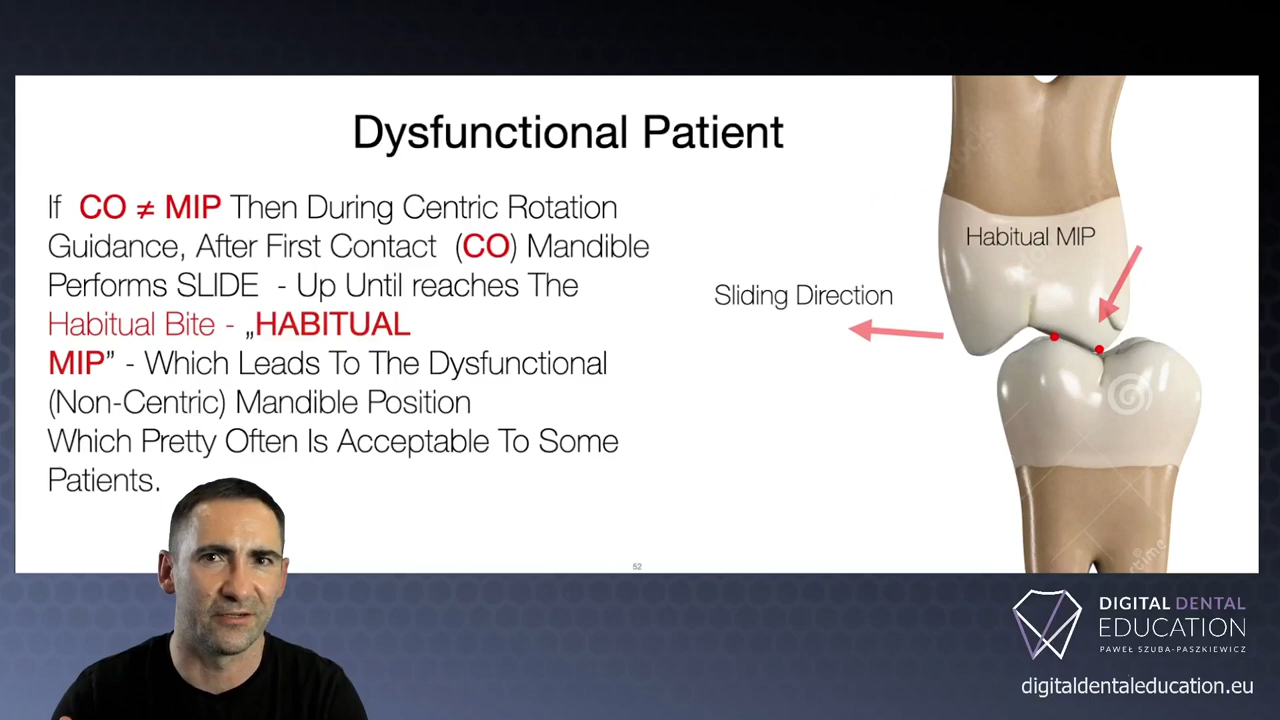 Dysfunctional Patient
If CO ≠ MIP Then During Centric Rotation
Guidance, After First Contact (CO) Mandible
Performs SLIDE - Up Until reaches The
Habitual Bite - „HABITUAL
MIP” - Which Leads To The Dysfunctional
(Non-Centric) Mandible Position
Which Pretty Often Is Acceptable To Some
Patients.
Sliding Direction
Habitual MIP
52
DIGITAL DENTAL
EDUCATION
PAWEŁ SZUBA-PASZKIEWICZ
digitaldentaleducation.eu